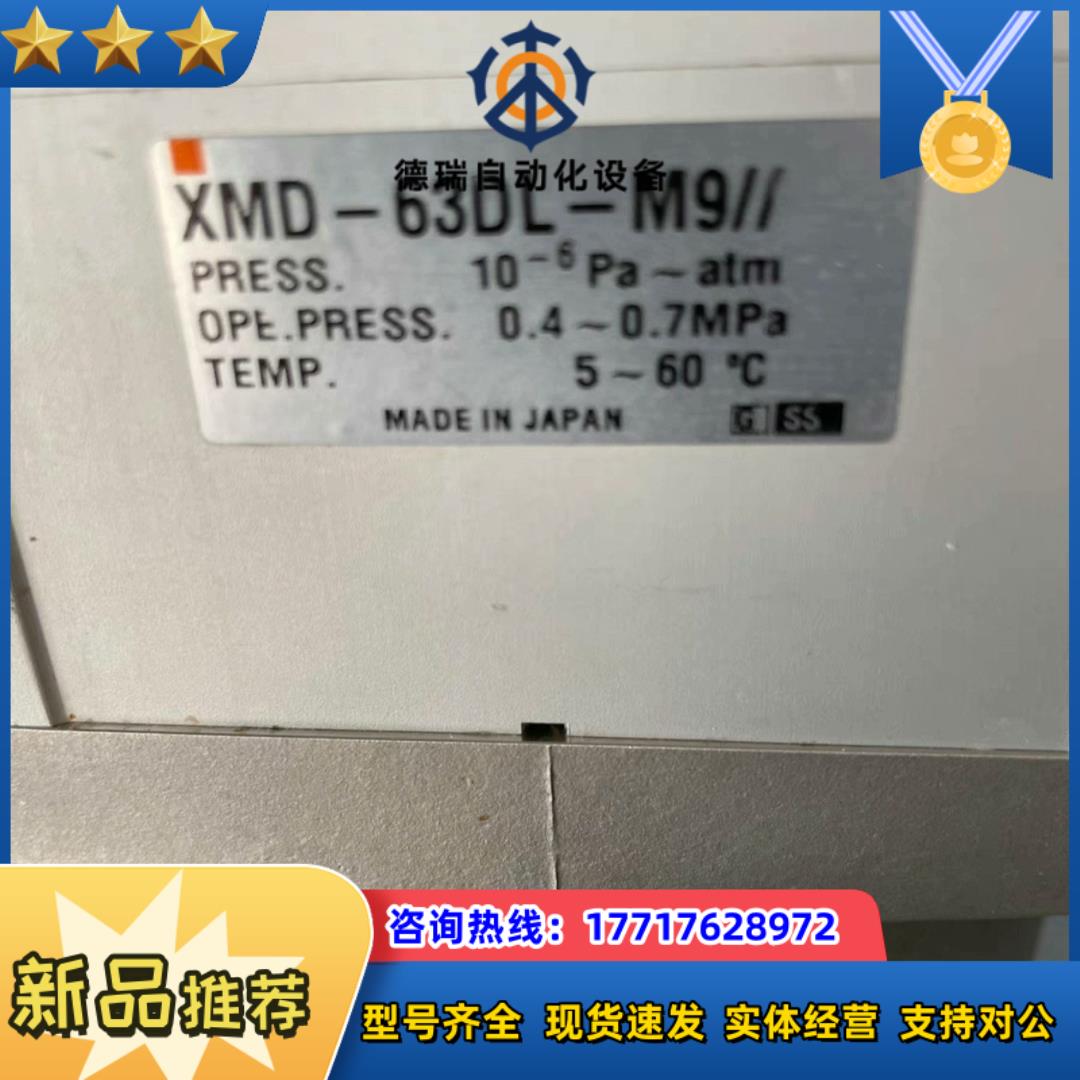 德瑞自动化设备
XMD-63DL-M9//
PRESS. 10⁻⁶ Pa~atm
OPE.PRESS. 0.4~0.7MPa
TEMP. 5~60 ℃
MADE IN JAPAN G SS
咨询热线：17717628972
新品推荐
型号齐全 现货速发 实体经营 支持对公